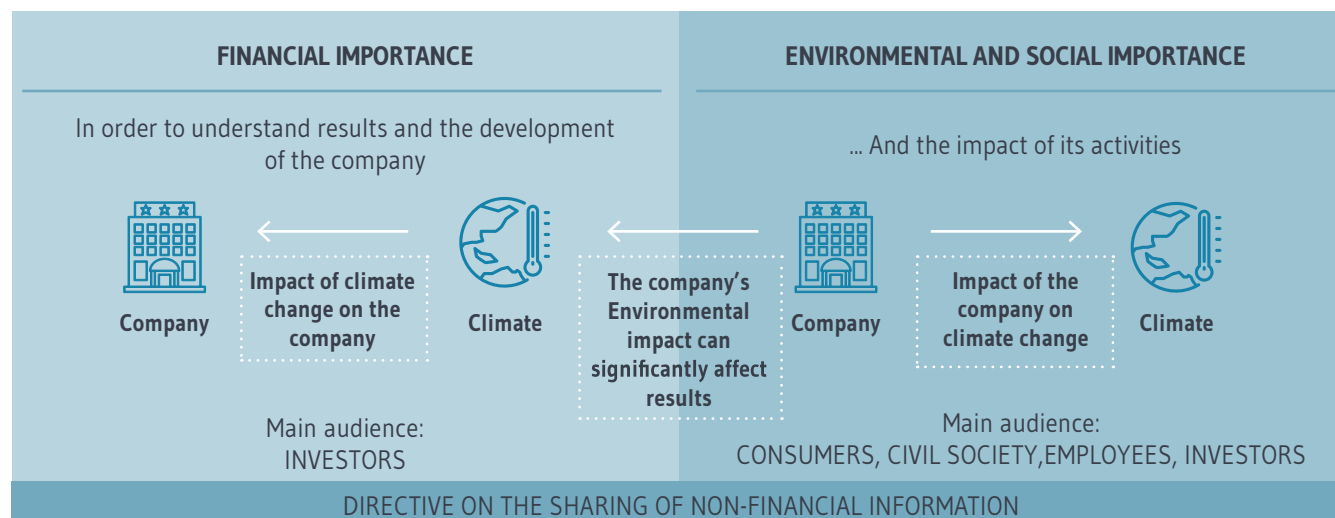 FINANCIAL IMPORTANCE
In order to understand results and the development
of the company
Company
Impact of climate
change on the
company
Climate
Main audience:
INVESTORS
The company's
Environmental
impact can
significantly affect
results
ENVIRONMENTAL AND SOCIAL IMPORTANCE
... And the impact of its activities
Company
Impact of the
company on
climate change
Climate
Main audience:
CONSUMERS, CIVIL SOCIETY,EMPLOYEES, INVESTORS
DIRECTIVE ON THE SHARING OF NON-FINANCIAL INFORMATION